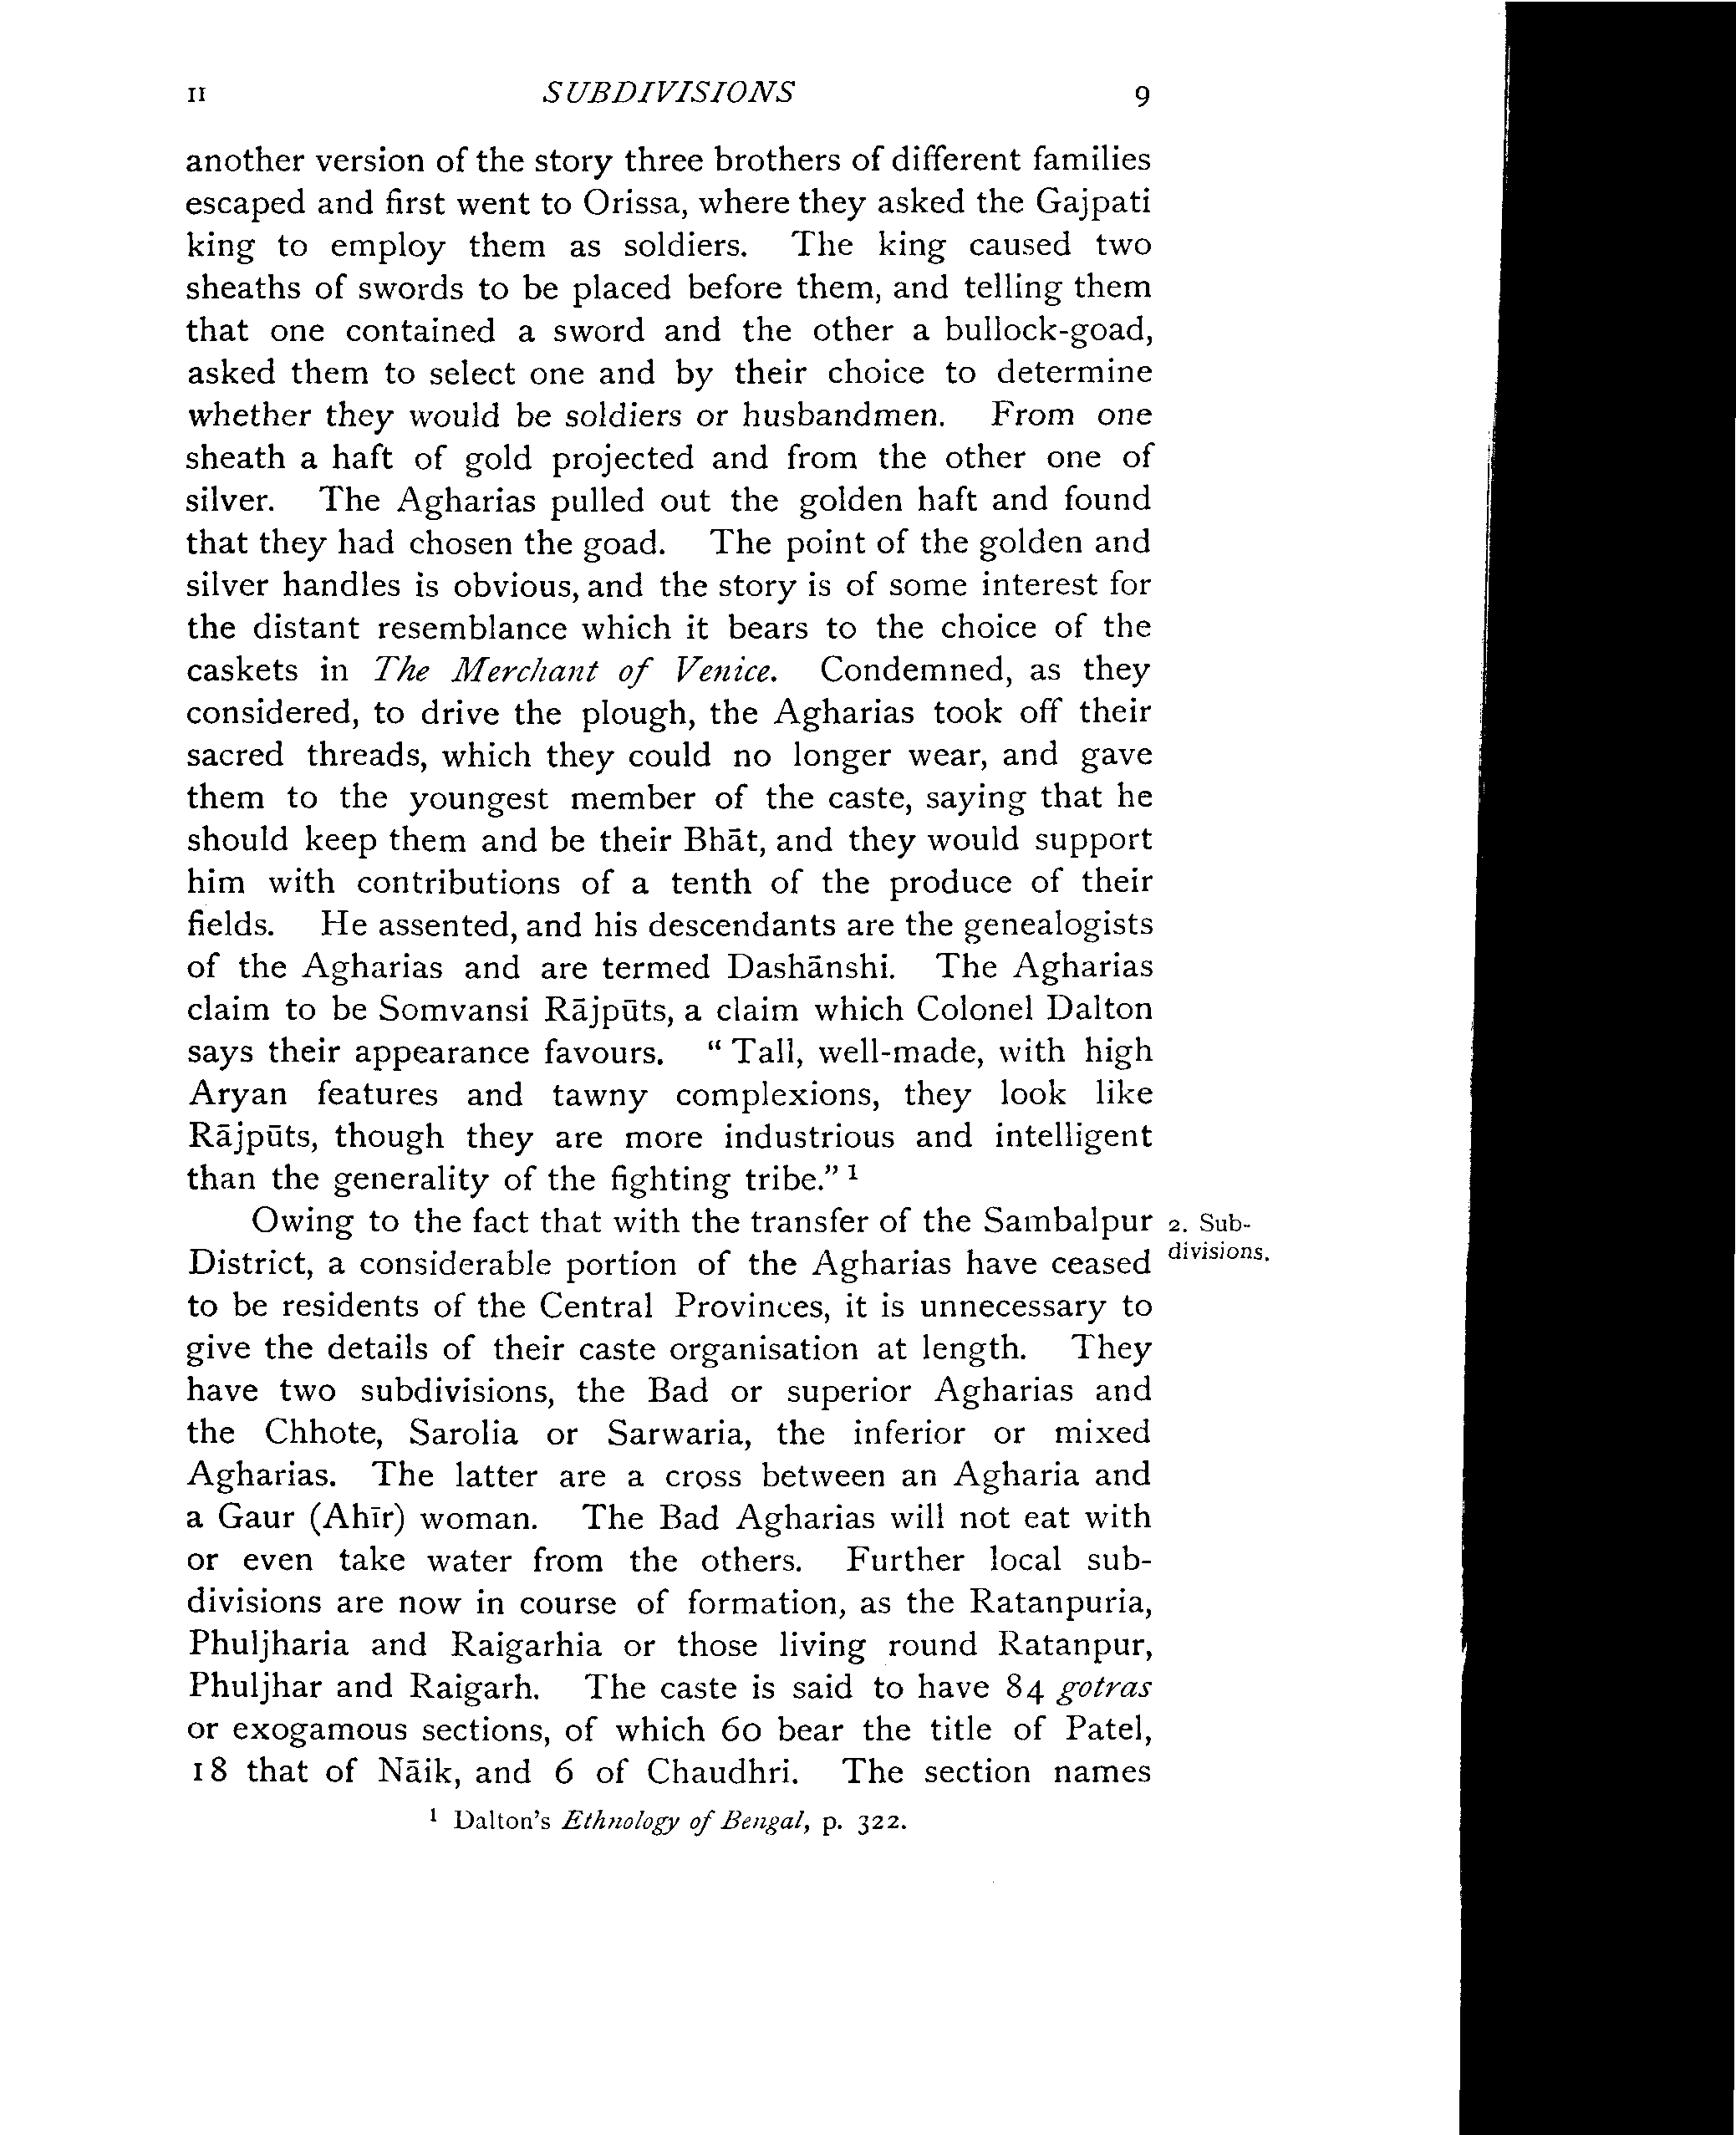 II SUBDIVISIONS 9
another version of the story three brothers of different families
escaped and first went to Orissa, where they asked the Gajpati
king to employ them as soldiers. The king caused two
sheaths of swords to be placed before them, and telling them
that one contained a sword and the other a bullock-goad,
asked them to select one and by their choice to determine
whether they would be soldiers or husbandmen. From one
sheath a haft of gold projected and from the other one of
silver. The Agharias pulled out the golden haft and found
that they had chosen the goad. The point of the golden and
silver handles is obvious, and the story is of some interest for
the distant resemblance which it bears to the choice of the
caskets in The Merchant of Venice. Condemned, as they
considered, to drive the plough, the Agharias took off their
sacred threads, which they could no longer wear, and gave
them to the youngest member of the caste, saying that he
should keep them and be their Bhāt, and they would support
him with contributions of a tenth of the produce of their
fields. He assented, and his descendants are the genealogists
of the Agharias and are termed Dashānshi. The Agharias
claim to be Somvansi Rājpūts, a claim which Colonel Dalton
says their appearance favours. “Tall, well-made, with high
Aryan features and tawny complexions, they look like
Rājpūts, though they are more industrious and intelligent
than the generality of the fighting tribe.” 1
Owing to the fact that with the transfer of the Sambalpur
District, a considerable portion of the Agharias have ceased
to be residents of the Central Provinces, it is unnecessary to
give the details of their caste organisation at length. They
have two subdivisions, the Bad or superior Agharias and
the Chhote, Sarolia or Sarwaria, the inferior or mixed
Agharias. The latter are a cross between an Agharia and
a Gaur (Ahīr) woman. The Bad Agharias will not eat with
or even take water from the others. Further local sub-
divisions are now in course of formation, as the Ratanpuria,
Phuljharia and Raigarhia or those living round Ratanpur,
Phuljhar and Raigarh. The caste is said to have 84 gotras
or exogamous sections, of which 60 bear the title of Patel,
18 that of Nāik, and 6 of Chaudhri. The section names
2. Sub-
divisions.
1 Dalton's Ethnology of Bengal, p. 322.